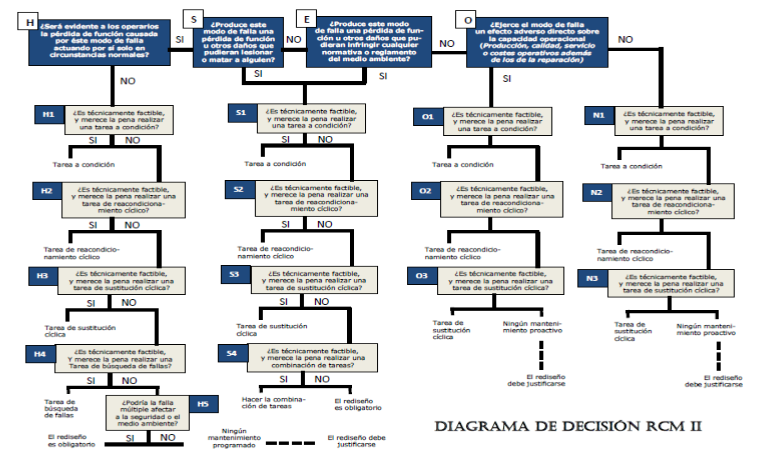 H
¿Será evidente a los operarios
la pérdida de función causada
por éste modo de falla
actuando por sí solo en
circunstancias normales?
SI
NO
S
¿Produce este
modo de falla una
pérdida de función
u otros daños que
pudieran lesionar
o matar a alguien?
NO
SI
E
¿Produce este modo
de falla una pérdida de fun-
ción u otros daños que pu-
dieran infringir cualquier
normativa o reglamento
del medio ambiente?
NO
SI
O
¿Ejerce el modo de falla
un efecto adverso directo sobre
la capacidad operacional
(Producción, calidad, servicio
o costes operativos además
de los de la reparación)
NO
SI
H1
¿Es técnicamente factible,
y merece la pena realizar
una tarea a condición?
SI NO
Tarea a condición
H2
¿Es técnicamente factible,
y merece la pena realizar una
tarea de reacondiciona-
miento cíclico?
SI NO
Tarea de reacondicio-
namiento cíclico
H3
¿Es técnicamente factible,
y merece la pena realizar una
tarea de sustitución cíclica?
SI NO
Tarea de sustitución
cíclica
H4
¿Es técnicamente factible,
y merece la pena realizar una
Tarea de búsqueda de fallas?
SI NO
Tarea de
búsqueda
de fallas
H5
¿Podría la falla
múltiple afectar
a la seguridad o el
medio ambiente?
SI NO
El rediseño
es obligatorio
Ningún
mantenimiento
programado
El rediseño debe
justificarse
S1
¿Es técnicamente factible,
y merece la pena realizar
una tarea a condición?
SI NO
Tarea a condición
S2
¿Es técnicamente factible,
y merece la pena realizar una
tarea de reacondiciona-
miento cíclico?
SI NO
Tarea de reacondicio-
namiento cíclico
S3
¿Es técnicamente factible,
y merece la pena realizar una
tarea de sustitución cíclica?
SI NO
Tarea de sustitución
cíclica
S4
¿Es técnicamente factible,
y merece la pena realizar una
combinación de tareas?
SI NO
Hacer la combina-
ción de tareas
El rediseño
es obligatorio
O1
¿Es técnicamente factible,
y merece la pena realizar
una tarea a condición?
SI NO
Tarea a condición
O2
¿Es técnicamente factible,
y merece la pena realizar una
tarea de reacondiciona-
miento cíclico?
SI NO
Tarea de reacondicio-
namiento cíclico
O3
¿Es técnicamente factible,
y merece la pena realizar una
tarea de sustitución cíclica?
SI NO
Tarea de
sustitución
cíclica
Ningún manteni-
miento proactivo
El rediseño
debe justificarse
N1
¿Es técnicamente factible,
y merece la pena realizar
una tarea a condición?
SI NO
Tarea a condición
N2
¿Es técnicamente factible,
y merece la pena realizar una
tarea de reacondiciona-
miento cíclico?
SI NO
Tarea de reacondicio-
namiento cíclico
N3
¿Es técnicamente factible,
y merece la pena realizar una
tarea de sustitución cíclica?
SI NO
Tarea de
sustitución
cíclica
Ningún manteni-
miento proactivo
El rediseño
debe justificarse
DIAGRAMA DE DECISIÓN RCM II